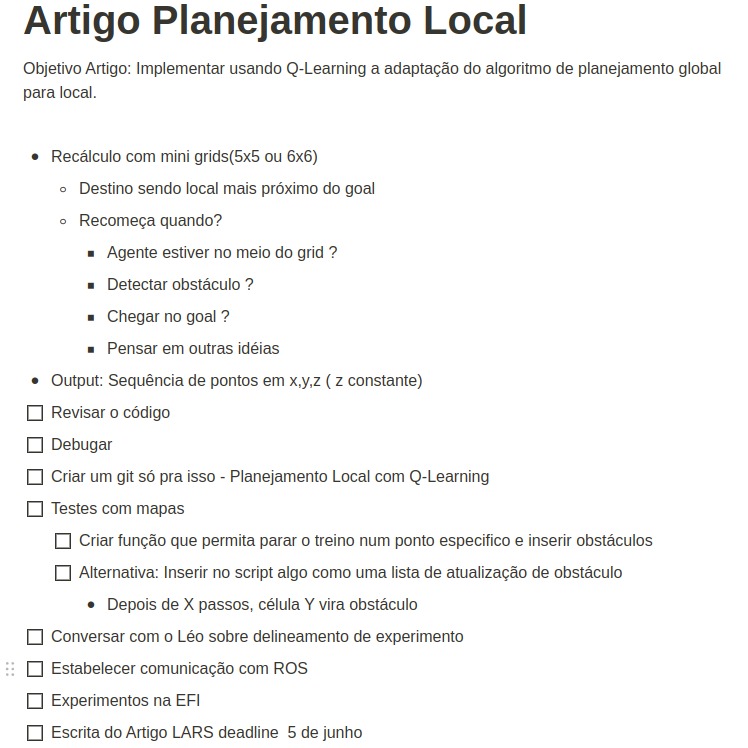 Artigo Planejamento Local
Objetivo Artigo: Implementar usando Q-Learning a adaptação do algoritmo de planejamento global
para local.
Recálculo com mini grids(5x5 ou 6x6)
Destino sendo local mais próximo do goal
Recomeça quando?
Agente estiver no meio do grid ?
Detectar obstáculo ?
Chegar no goal ?
Pensar em outras idéias
Output: Sequência de pontos em x,y,z ( z constante)
Revisar o código
Debugar
Criar um git só pra isso - Planejamento Local com Q-Learning
Testes com mapas
Criar função que permita parar o treino num ponto especifico e inserir obstáculos
Alternativa: Inserir no script algo como uma lista de atualização de obstáculo
Depois de X passos, célula Y vira obstáculo
Conversar com o Léo sobre delineamento de experimento
Estabelecer comunicação com ROS
Experimentos na EFI
Escrita do Artigo LARS deadline  5 de junho